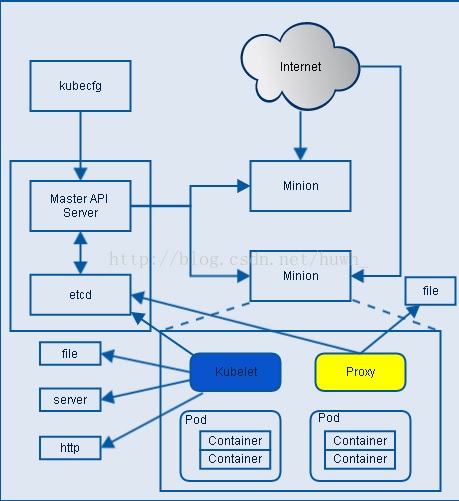 Internet
kubecfg
Master API
Server
Minion
http://blog.csdn.net/huwh
Minion
etcd
file
file
Kubelet
Proxy
server
Pod
Pod
http
Container
Container
Container
Container